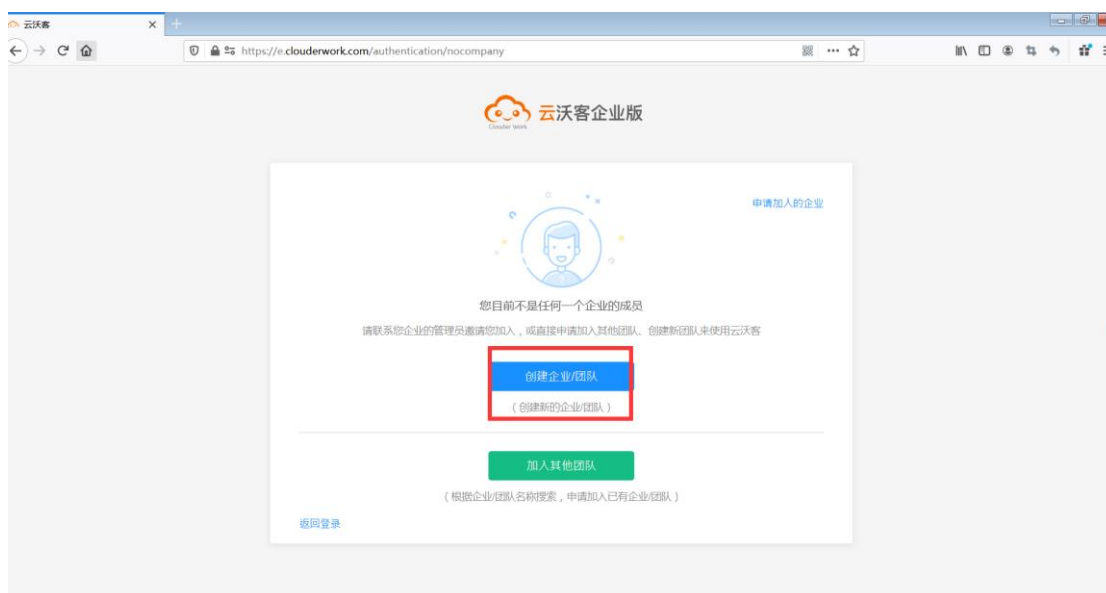 云沃客
https://e.clouderwork.com/authentication/nocompany
云沃客企业版
Clouder Work
申请加入的企业
您目前不是任何一个企业的成员
请联系您企业的管理员邀请您加入，或直接申请加入其他团队、创建新团队来使用云沃客
创建企业/团队
（创建新的企业/团队）
加入其他团队
（根据企业/团队名称搜索，申请加入已有企业/团队）
返回登录